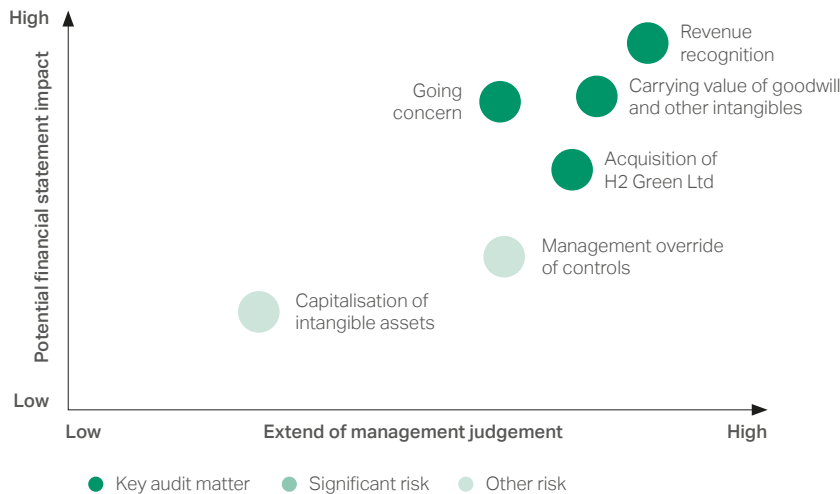 High
Potential financial statement impact
Low
Revenue
recognition
Going
concern
Carrying value of goodwill
and other intangibles
Acquisition of
H2 Green Ltd
Management override
of controls
Capitalisation of
intangible assets
Low
Extend of management judgement
High
Key audit matter
Significant risk
Other risk